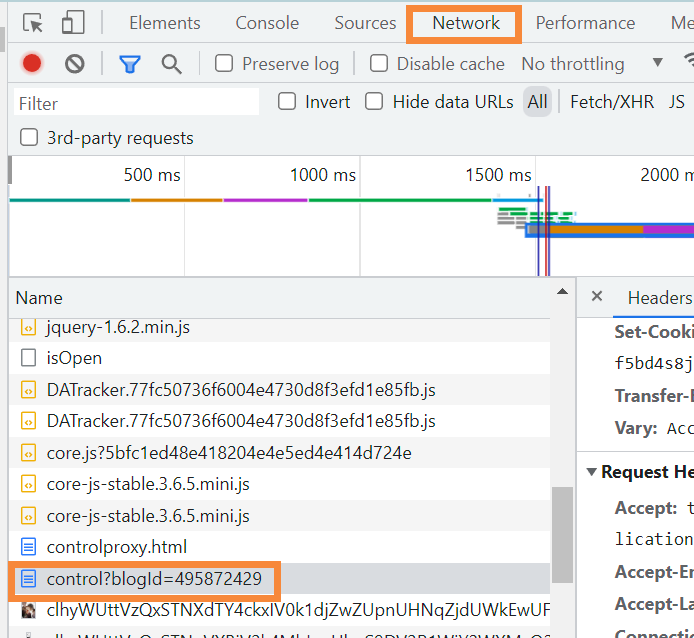 Elements Console Sources Network Performance Me
Preserve log Disable cache No throttling
Filter Invert Hide data URLs All Fetch/XHR JS
3rd-party requests
500 ms 1000 ms 1500 ms 2000 m
Name
Headers
jquery-1.6.2.min.js
Set-Cooki
isOpen
f5bd4s8j
DATracker.77fc50736f6004e4730d8f3efd1e85fb.js
Transfer-E
DATracker.77fc50736f6004e4730d8f3efd1e85fb.js
Vary: Acc
core.js?5bfc1ed48e418204e4e5ed4e414d724e
Request He
core-js-stable.3.6.5.mini.js
Accept: t
core-js-stable.3.6.5.mini.js
lication
controlproxy.html
Accept-En
control?blogId=495872429
Accept-La
clhyWUttVzQxSTNXdTY4ckxIV0k1djZwZUpnUHNqZjdUWkEwUF